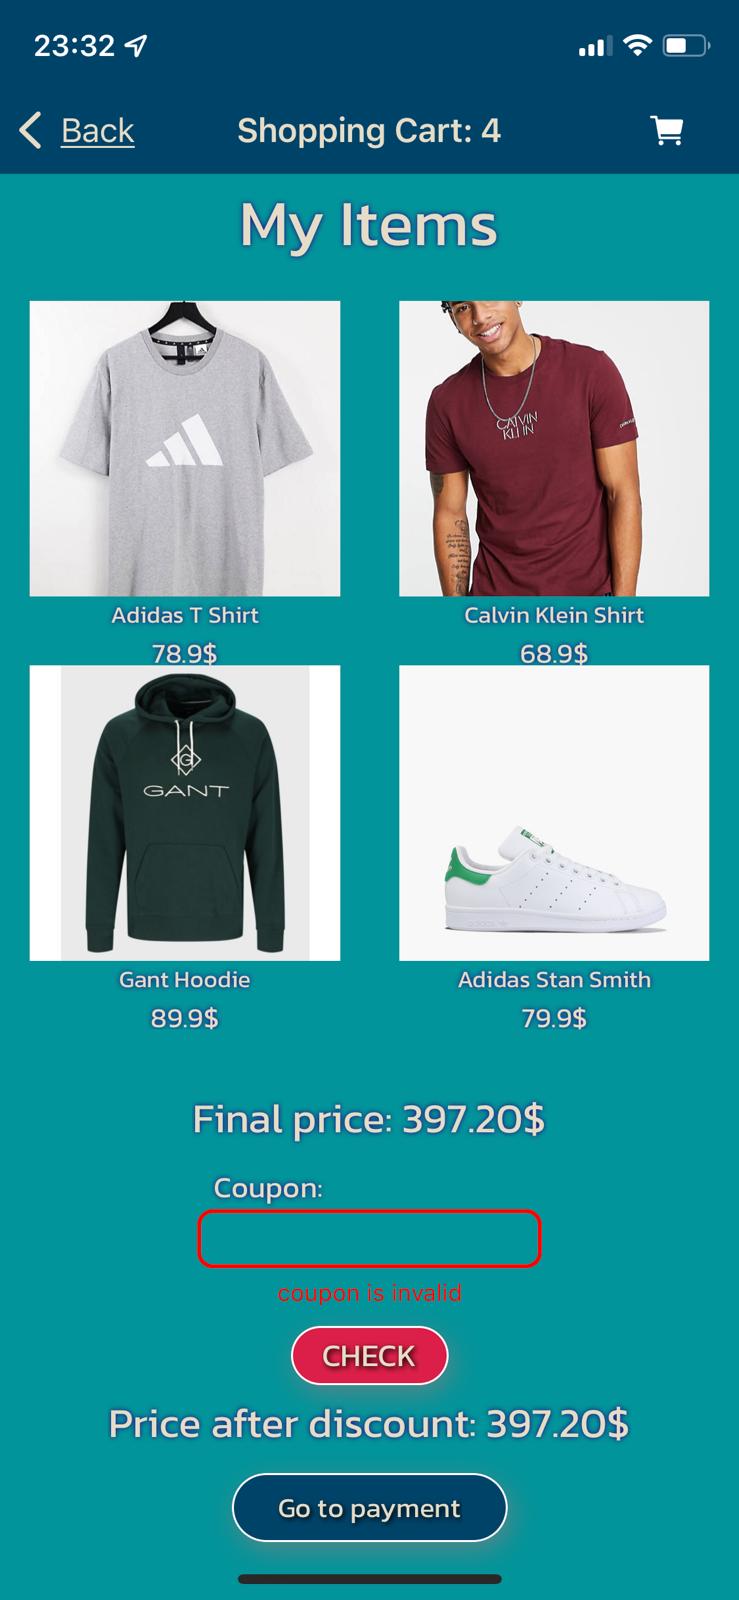 23:32
Back
Shopping Cart: 4
My Items
CALVIN
KLEIN
Adidas T Shirt
Calvin Klein Shirt
78.9$
68.9$
G
GANT
Gant Hoodie
Adidas Stan Smith
89.9$
79.9$
Final price: 397.20$
Coupon:
coupon is invalid
CHECK
Price after discount: 397.20$
Go to payment